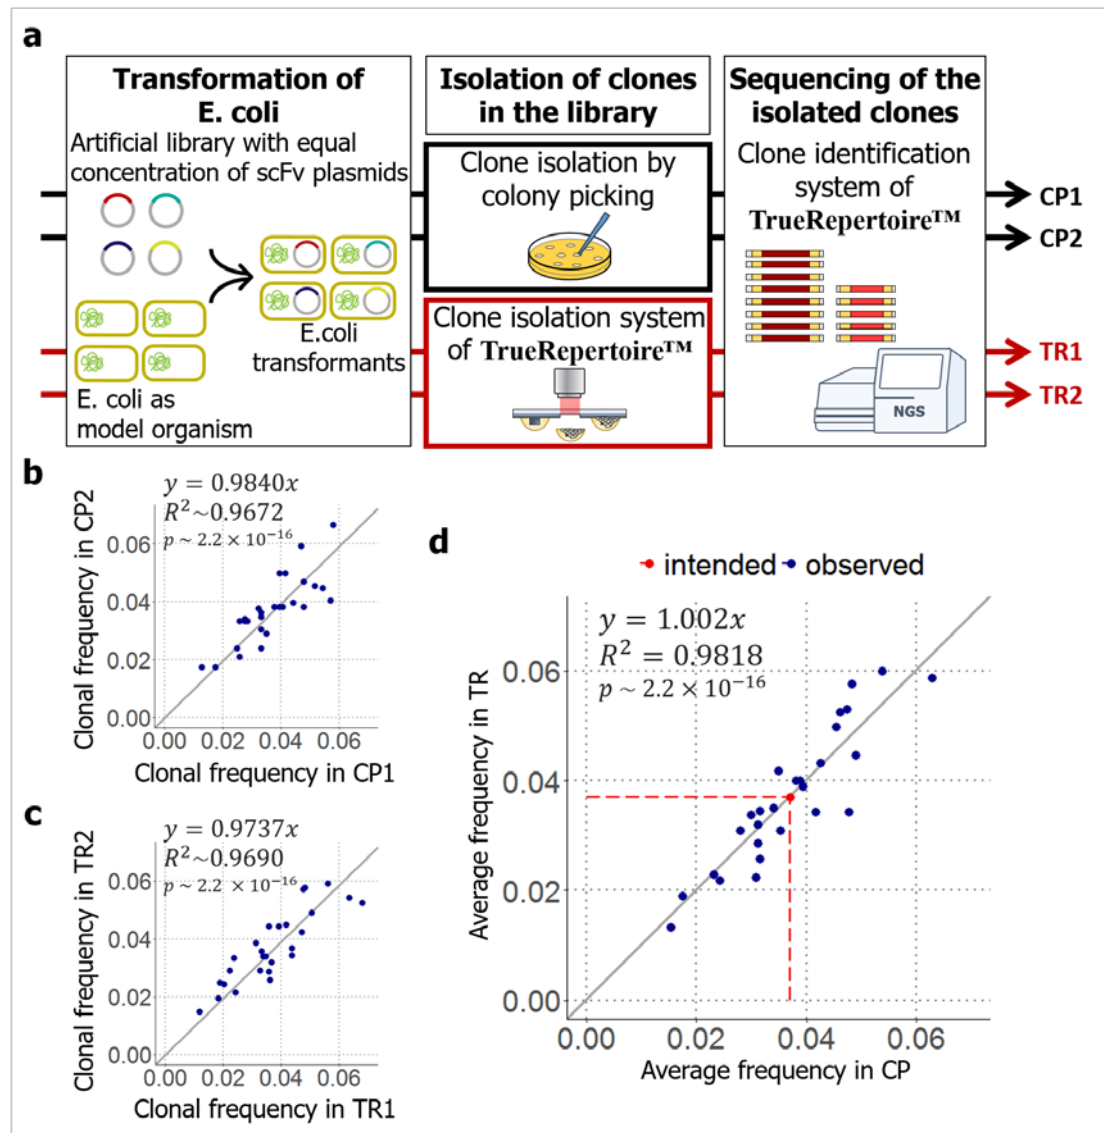 a
Transformation of
E. coli
Artificial library with equal
concentration of scFv plasmids
E.coli
transformants
E. coli as
model organism
Isolation of clones
in the library
Clone isolation by
colony picking
Clone isolation system
of TrueRepertoire™
Sequencing of the
isolated clones
Clone identification
system of
TrueRepertoire™
NGS
CP1
CP2
TR1
TR2
b
y = 0.9840x
R²~0.9672
p ~ 2.2 × 10⁻¹⁶
Clonal frequency in CP2
0.06
0.04
0.02
0.00
0.00 0.02 0.04 0.06
Clonal frequency in CP1
c
y = 0.9737x
R²~0.9690
p ~ 2.2 × 10⁻¹⁶
Clonal frequency in TR2
0.06
0.04
0.02
0.00
0.00 0.02 0.04 0.06
Clonal frequency in TR1
d
intended observed
y = 1.002x
R² = 0.9818
p ~ 2.2 × 10⁻¹⁶
Average frequency in TR
0.06
0.04
0.02
0.00
0.00 0.02 0.04 0.06
Average frequency in CP